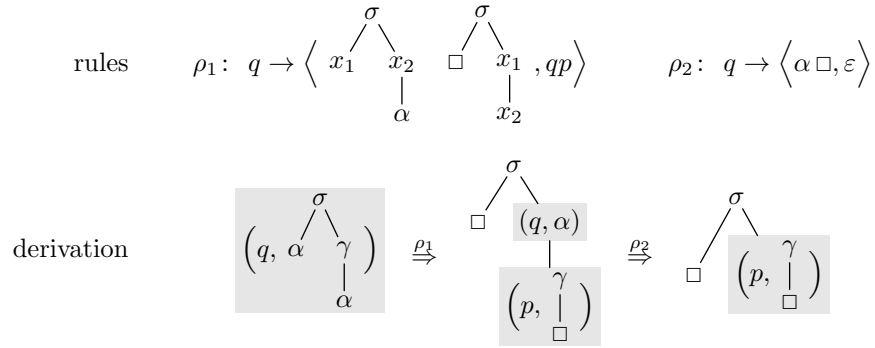 σ σ
rules ρ₁: q → ⟨ x₁ x₂ □ x₁ , qp⟩ ρ₂: q → ⟨α □, ε⟩
α x₂
σ
σ (q, α) σ
derivation (q, α γ ) ρ₁ ⇒ □ (q, α) ρ₂ ⇒ □ (p, γ □ )
α (p, γ □ )